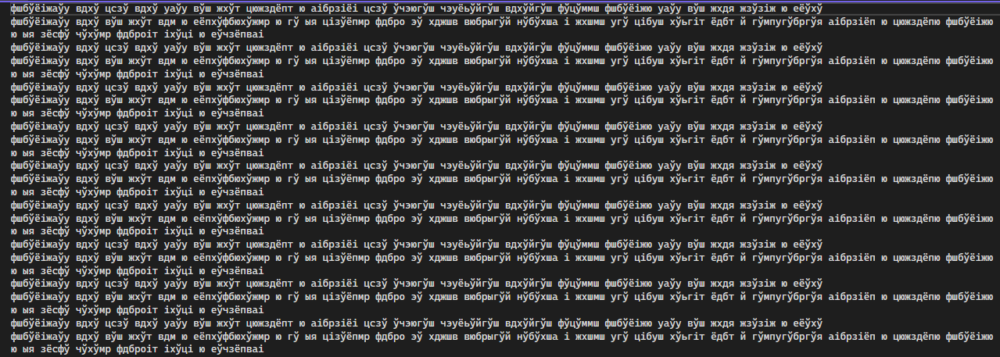 фшбўёіжаўу вдхў цсзў вдхў уаўу вўш жхўт цюжздёпт ю аібрзіёі цсзў ўчэюгўш чэуёьўйгўш вдхўйгўш фўцўммш фшбўёіжю уаўу вўш жхдя жзўзіж ю еёўхў
фшбўёіжаўу вдхў вўш жхўт вдм ю еёпхўфбюхўжмр ю гў ыя цізўёпмр фдбро эў хджшв вюбрыгўй нўбўхша і жхшмш угў цібуш хўьгіт ёдбт й гўмпугўбргўя аібрзіёп ю цюжздёпю фшбўёіжю
ю ыя зёсфў чўхўмр фдброіт іхўці ю еўчзёпваі
фшбўёіжаўу вдхў цсзў вдхў уаўу вўш жхўт цюжздёпт ю аібрзіёі цсзў ўчэюгўш чэуёьўйгўш вдхўйгўш фўцўммш фшбўёіжю уаўу вўш жхдя жзўзіж ю еёўхў
фшбўёіжаўу вдхў вўш жхўт вдм ю еёпхўфбюхўжмр ю гў ыя цізўёпмр фдбро эў хджшв вюбрыгўй нўбўхша і жхшмш угў цібуш хўьгіт ёдбт й гўмпугўбргўя аібрзіёп ю цюжздёпю фшбўёіжю
ю ыя зёсфў чўхўмр фдброіт іхўці ю еўчзёпваі
фшбўёіжаўу вдхў цсзў вдхў уаўу вўш жхўт цюжздёпт ю аібрзіёі цсзў ўчэюгўш чэуёьўйгўш вдхўйгўш фўцўммш фшбўёіжю уаўу вўш жхдя жзўзіж ю еёўхў
фшбўёіжаўу вдхў вўш жхўт вдм ю еёпхўфбюхўжмр ю гў ыя цізўёпмр фдбро эў хджшв вюбрыгўй нўбўхша і жхшмш угў цібуш хўьгіт ёдбт й гўмпугўбргўя аібрзіёп ю цюжздёпю фшбўёіжю
ю ыя зёсфў чўхўмр фдброіт іхўці ю еўчзёпваі
фшбўёіжаўу вдхў цсзў вдхў уаўу вўш жхўт цюжздёпт ю аібрзіёі цсзў ўчэюгўш чэуёьўйгўш вдхўйгўш фўцўммш фшбўёіжю уаўу вўш жхдя жзўзіж ю еёўхў
фшбўёіжаўу вдхў вўш жхўт вдм ю еёпхўфбюхўжмр ю гў ыя цізўёпмр фдбро эў хджшв вюбрыгўй нўбўхша і жхшмш угў цібуш хўьгіт ёдбт й гўмпугўбргўя аібрзіёп ю цюжздёпю фшбўёіжю
ю ыя зёсфў чўхўмр фдброіт іхўці ю еўчзёпваі
фшбўёіжаўу вдхў цсзў вдхў уаўу вўш жхўт цюжздёпт ю аібрзіёі цсзў ўчэюгўш чэуёьўйгўш вдхўйгўш фўцўммш фшбўёіжю уаўу вўш жхдя жзўзіж ю еёўхў
фшбўёіжаўу вдхў вўш жхўт вдм ю еёпхўфбюхўжмр ю гў ыя цізўёпмр фдбро эў хджшв вюбрыгўй нўбўхша і жхшмш угў цібуш хўьгіт ёдбт й гўмпугўбргўя аібрзіёп ю цюжздёпю фшбўёіжю
ю ыя зёсфў чўхўмр фдброіт іхўці ю еўчзёпваі
фшбўёіжаўу вдхў цсзў вдхў уаўу вўш жхўт цюжздёпт ю аібрзіёі цсзў ўчэюгўш чэуёьўйгўш вдхўйгўш фўцўммш фшбўёіжю уаўу вўш жхдя жзўзіж ю еёўхў
фшбўёіжаўу вдхў вўш жхўт вдм ю еёпхўфбюхўжмр ю гў ыя цізўёпмр фдбро эў хджшв вюбрыгўй нўбўхша і жхшмш угў цібуш хўьгіт ёдбт й гўмпугўбргўя аібрзіёп ю цюжздёпю фшбўёіжю
ю ыя зёсфў чўхўмр фдброіт іхўці ю еўчзёпваі
фшбўёіжаўу вдхў цсзў вдхў уаўу вўш жхўт цюжздёпт ю аібрзіёі цсзў ўчэюгўш чэуёьўйгўш вдхўйгўш фўцўммш фшбўёіжю уаўу вўш жхдя жзўзіж ю еёўхў
фшбўёіжаўу вдхў вўш жхўт вдм ю еёпхўфбюхўжмр ю гў ыя цізўёпмр фдбро эў хджшв вюбрыгўй нўбўхша і жхшмш угў цібуш хўьгіт ёдбт й гўмпугўбргўя аібрзіёп ю цюжздёпю фшбўёіжю
ю ыя зёсфў чўхўмр фдброіт іхўці ю еўчзёпваі
фшбўёіжаўу вдхў цсзў вдхў уаўу вўш жхўт цюжздёпт ю аібрзіёі цсзў ўчэюгўш чэуёьўйгўш вдхўйгўш фўцўммш фшбўёіжю уаўу вўш жхдя жзўзіж ю еёўхў
фшбўёіжаўу вдхў вўш жхўт вдм ю еёпхўфбюхўжмр ю гў ыя цізўёпмр фдбро эў хджшв вюбрыгўй нўбўхша і жхшмш угў цібуш хўьгіт ёдбт й гўмпугўбргўя аібрзіёп ю цюжздёпю фшбўёіжю
ю ыя зёсфў чўхўмр фдброіт іхўці ю еўчзёпваі
фшбўёіжаўу вдхў цсзў вдхў уаўу вўш жхўт цюжздёпт ю аібрзіёі цсзў ўчэюгўш чэуёьўйгўш вдхўйгўш фўцўммш фшбўёіжю уаўу вўш жхдя жзўзіж ю еёўхў
фшбўёіжаўу вдхў вўш жхўт вдм ю еёпхўфбюхўжмр ю гў ыя цізўёпмр фдбро эў хджшв вюбрыгўй нўбўхша і жхшмш угў цібуш хўьгіт ёдбт й гўмпугўбргўя аібрзіёп ю цюжздёпю фшбўёіжю
ю ыя зёсфў чўхўмр фдброіт іхўці ю еўчзёпваі